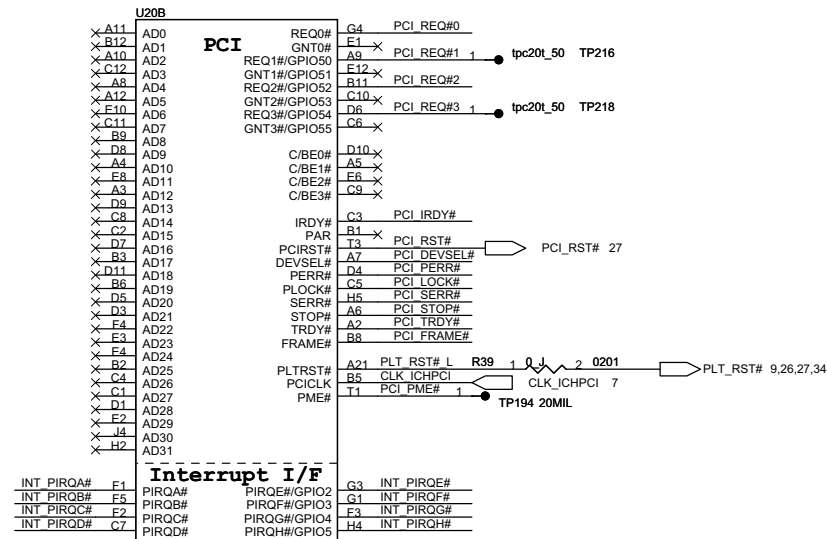 U20B
PCI
A11 AD0 REQ0# G4 PCI_REQ#0
B12 AD1 GNT0# E1
A10 AD2 REQ1#/GPIO50 A9 PCI_REQ#1 1 tpc20t_50 TP216
C12 AD3 GNT1#/GPIO51 E12
A8 AD4 REQ2#/GPIO52 B11 PCI_REQ#2
A12 AD5 GNT2#/GPIO53 C10
E10 AD6 REQ3#/GPIO54 D6 PCI_REQ#3 1 tpc20t_50 TP218
C11 AD7 GNT3#/GPIO55 C6
B9 AD8
D8 AD9 C/BE0# D10
A4 AD10 C/BE1# A5
E8 AD11 C/BE2# E6
A3 AD12 C/BE3# C9
D9 AD13
C8 AD14 IRDY# C3 PCI_IRDY#
C2 AD15 PAR B1
D7 AD16 PCIRST# T3 PCI_RST# PCI_RST# 27
B3 AD17 DEVSEL# A7 PCI_DEVSEL#
D11 AD18 PERR# D4 PCI_PERR#
B6 AD19 PLOCK# C5 PCI_LOCK#
D5 AD20 SERR# H5 PCI_SERR#
D3 AD21 STOP# A6 PCI_STOP#
F4 AD22 TRDY# A2 PCI_TRDY#
E3 AD23 FRAME# B8 PCI_FRAME#
E4 AD24
B2 AD25 PLTRST# A21 PLT_RST#_L R39 1 0_J 2 0201 PLT_RST# 9,26,27,34
C4 AD26 PCICLK B5 CLK_ICHPCI CLK_ICHPCI 7
C1 AD27 PME# T1 PCI_PME# 1 TP194 20MIL
D1 AD28
E2 AD29
J4 AD30
H2 AD31
Interrupt I/F
INT_PIRQA# F1 PIRQA# PIRQE#/GPIO2 G3 INT_PIRQE#
INT_PIRQB# F5 PIRQB# PIRQF#/GPIO3 G1 INT_PIRQF#
INT_PIRQC# F2 PIRQC# PIRQG#/GPIO4 F3 INT_PIRQG#
INT_PIRQD# C7 PIRQD# PIRQH#/GPIO5 H4 INT_PIRQH#